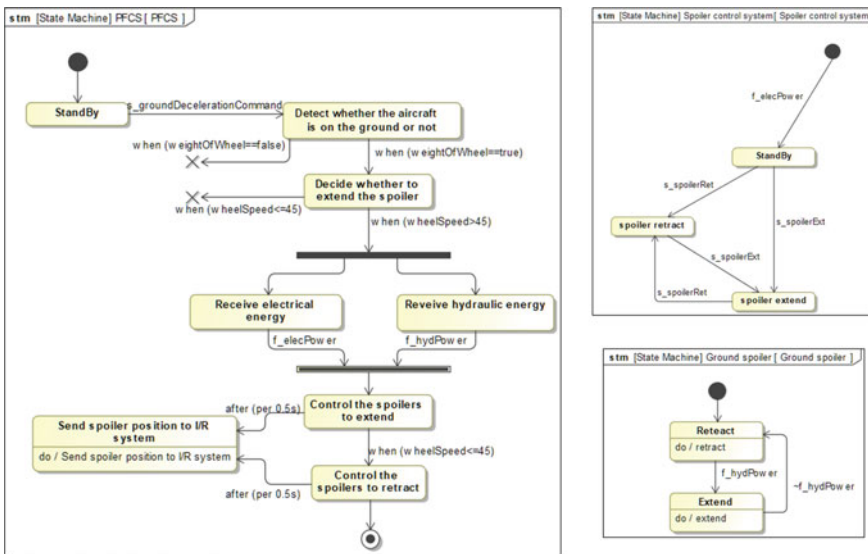 stm [State Machine] PFCS [ PFCS ]
StandBy
s_groundDecelerationCommand
Detect whether the aircraft
is on the ground or not
when (weightOfWheel==false)
when (weightOfWheel==true)
Decide whether to
extend the spoiler
when (wheelSpeed<=45)
when (wheelSpeed>45)
Receive electrical
energy
Reveive hydraulic energy
f_elecPower
f_hydPower
Control the spoilers
to extend
after (per 0.5s)
Send spoiler position to I/R
system
do / Send spoiler position to I/R system
when (wheelSpeed<=45)
Control the
spoilers to retract
after (per 0.5s)
stm [State Machine] Spoiler control system[ Spoiler control system
f_elecPower
StandBy
s_spoilerRet
spoiler retract
s_spoilerExt
s_spoilerExt
s_spoilerRet
spoiler extend
stm [State Machine] Ground spoiler [ Ground spoiler ]
Reteact
do / retract
f_hydPower
~f_hydPower
Extend
do / extend